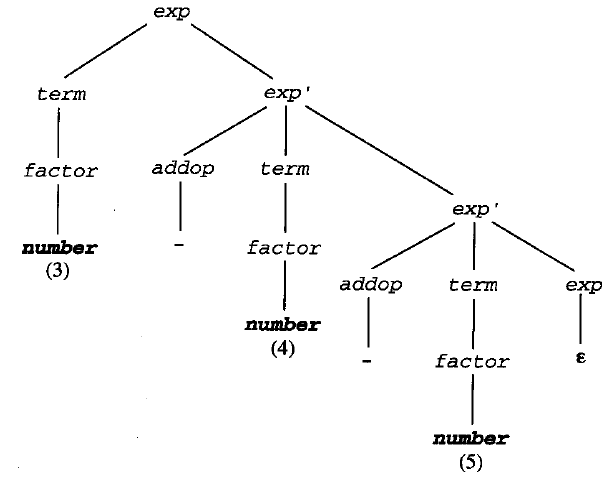 exp
term exp'
factor addop term
exp'
number - factor
(3)
addop term exp
number
(4)
- factor ε
number
(5)